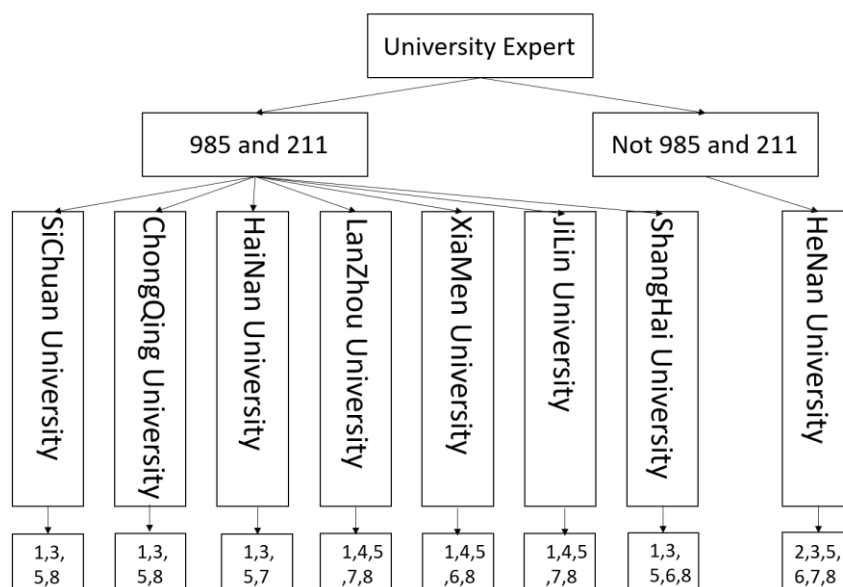 University Expert
985 and 211
Not 985 and 211
SiChuan University
ChongQing University
HaiNan University
LanZhou University
XiaMen University
JiLin University
ShangHai University
HeNan University
1,3,
5,8
1,3,
5,8
1,3,
5,7
1,4,5
,7,8
1,4,5
,6,8
1,4,5
,7,8
1,3,
5,6,8
2,3,5,
6,7,8